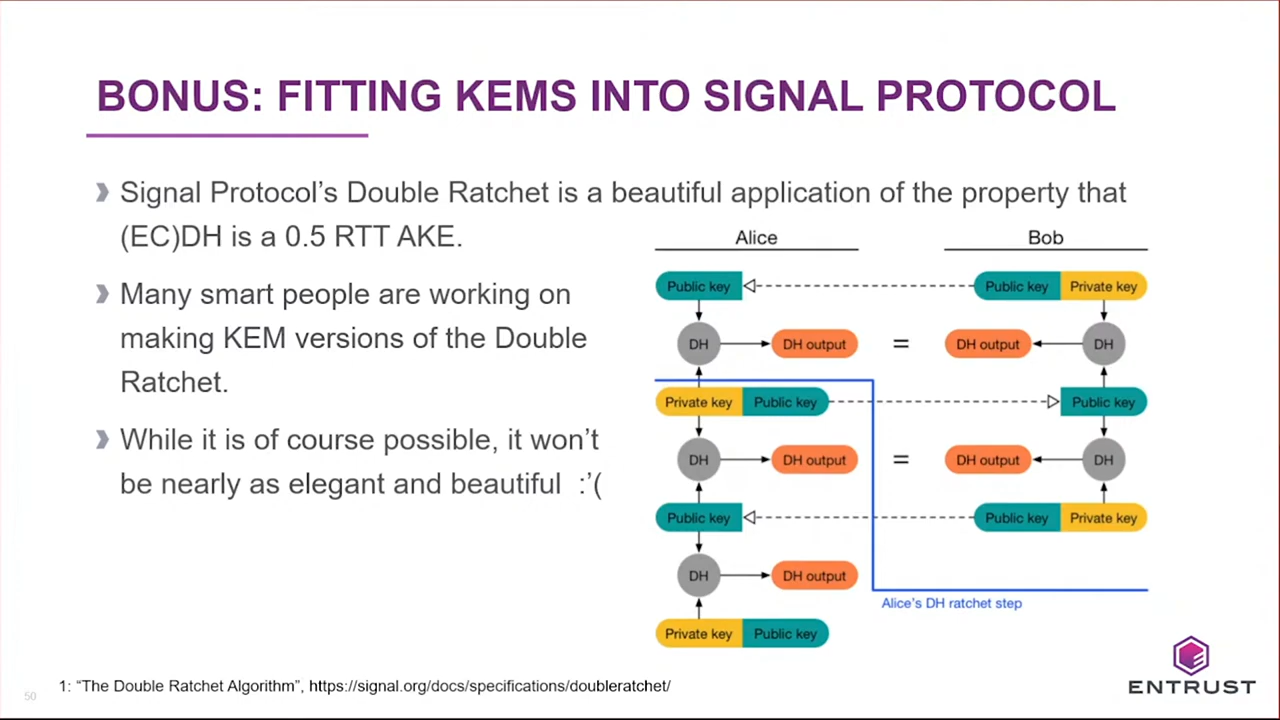 BONUS: FITTING KEMS INTO SIGNAL PROTOCOL
Signal Protocol’s Double Ratchet is a beautiful application of the property that
(EC)DH is a 0.5 RTT AKE.
Many smart people are working on
making KEM versions of the Double
Ratchet.
While it is of course possible, it won’t
be nearly as elegant and beautiful :’(
Alice
Bob
Public key
Public key
Private key
DH
DH output
=
DH output
DH
Private key
Public key
Public key
DH
DH output
=
DH output
DH
Public key
Public key
Private key
DH
DH output
Alice's DH ratchet step
Private key
Public key
50
1: “The Double Ratchet Algorithm”, https://signal.org/docs/specifications/doubleratchet/
ENTRUST